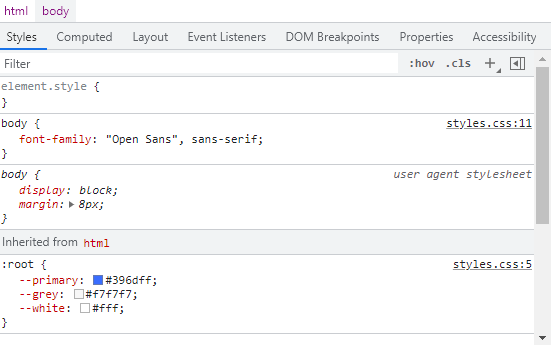 html body
Styles Computed Layout Event Listeners DOM Breakpoints Properties Accessibility
Filter :hov .cls +
element.style {
}
body { styles.css:11
font-family: "Open Sans", sans-serif;
}
body { user agent stylesheet
display: block;
margin: 8px;
}
Inherited from html
:root { styles.css:5
--primary: #396dff;
--grey: #f7f7f7;
--white: #fff;
}